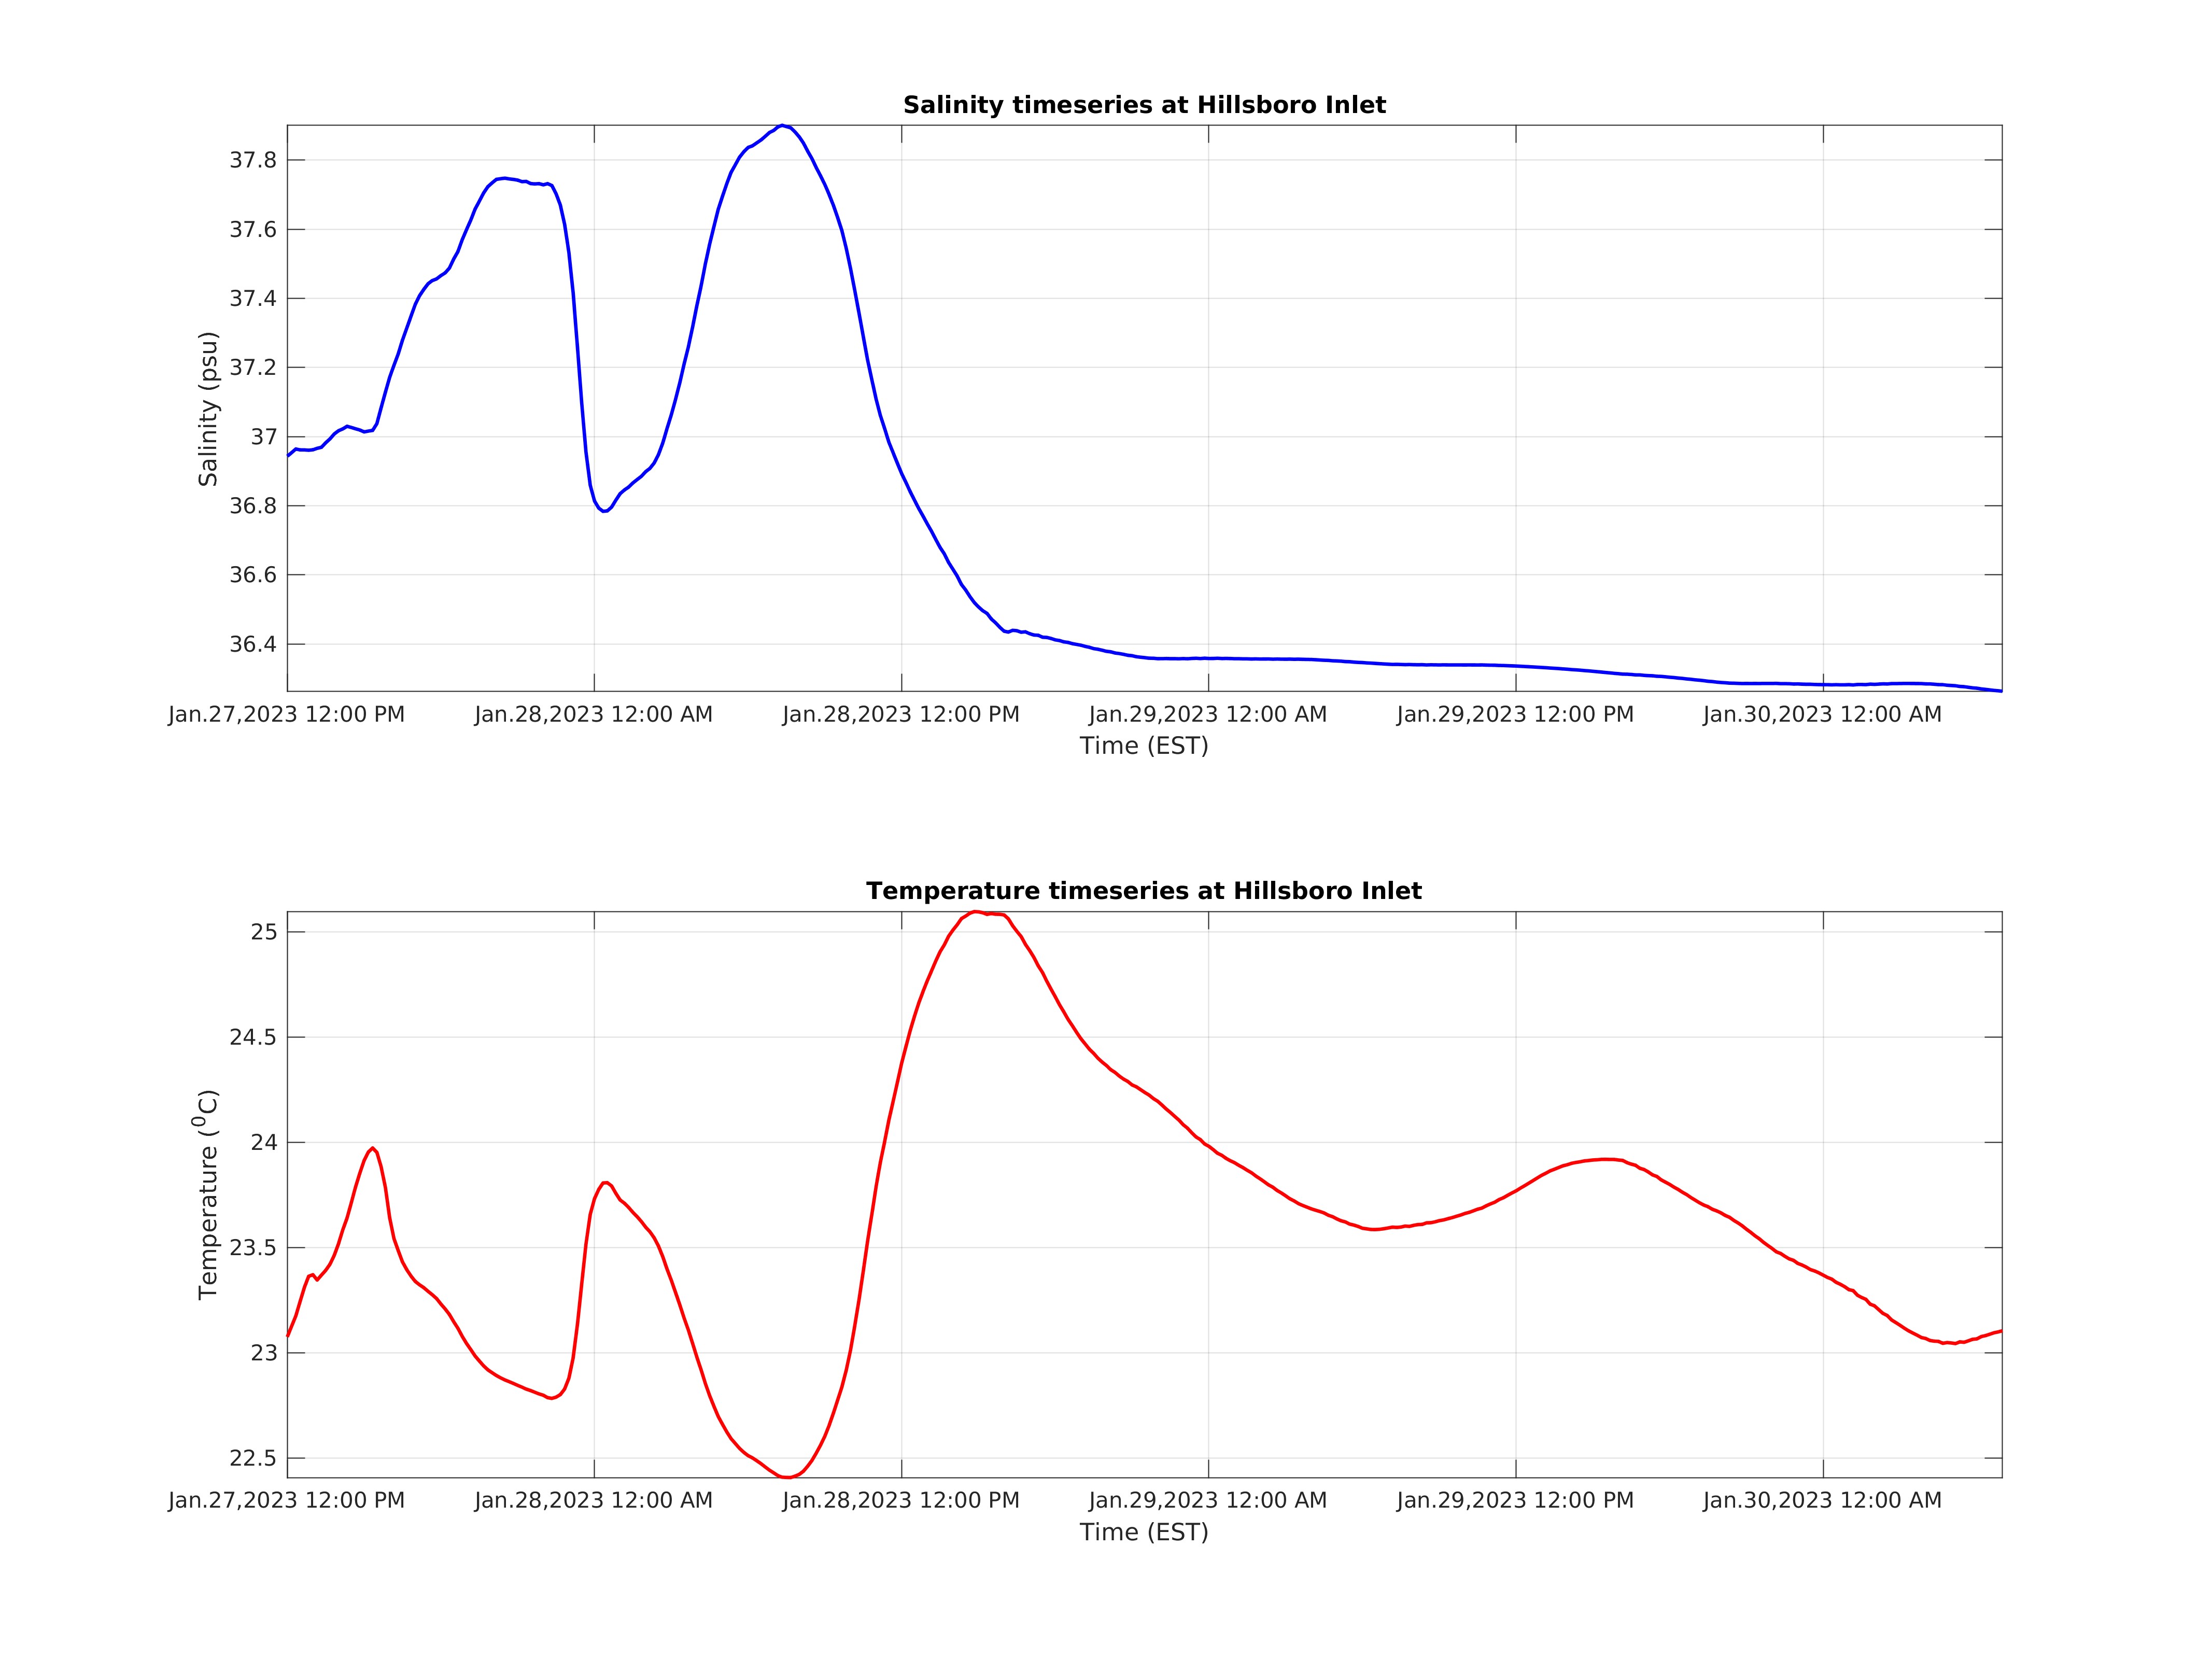 Salinity timeseries at Hillsboro Inlet
Salinity (psu)
37.8
37.6
37.4
37.2
37
36.8
36.6
36.4
Jan.27,2023 12:00 PM Jan.28,2023 12:00 AM Jan.28,2023 12:00 PM Jan.29,2023 12:00 AM Jan.29,2023 12:00 PM Jan.30,2023 12:00 AM
Time (EST)
Temperature timeseries at Hillsboro Inlet
Temperature (⁰C)
25
24.5
24
23.5
23
22.5
Jan.27,2023 12:00 PM Jan.28,2023 12:00 AM Jan.28,2023 12:00 PM Jan.29,2023 12:00 AM Jan.29,2023 12:00 PM Jan.30,2023 12:00 AM
Time (EST)